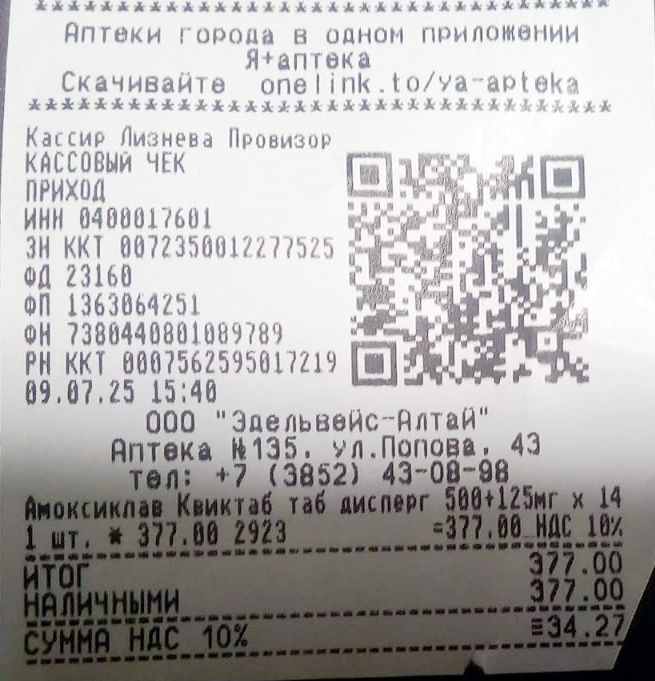 ************************************
Аптеки города в одном приложении
Я+аптека
Скачивайте onelink.to/ya-apteka
************************************
Кассир Лизнева Провизор
КАССОВЫЙ ЧЕК
ПРИХОД
ИНН 0400017601
ЗН ККТ 0072350012277525
ФД 23160
ФП 1363064251
ФН 7380440801089789
РН ККТ 0007562595017219
09.07.25 15:40
ООО "Эдельвейс-Алтай"
Аптека №135, ул.Попова, 43
тел: +7 (3852) 43-08-98
Амоксиклав Квиктаб таб дисперг 500+125мг x 14
1 шт. * 377.00 2923 =377.00 НДС 10%
ИТОГ 377.00
НАЛИЧНЫМИ 377.00
СУММА НДС 10% ≡34.27